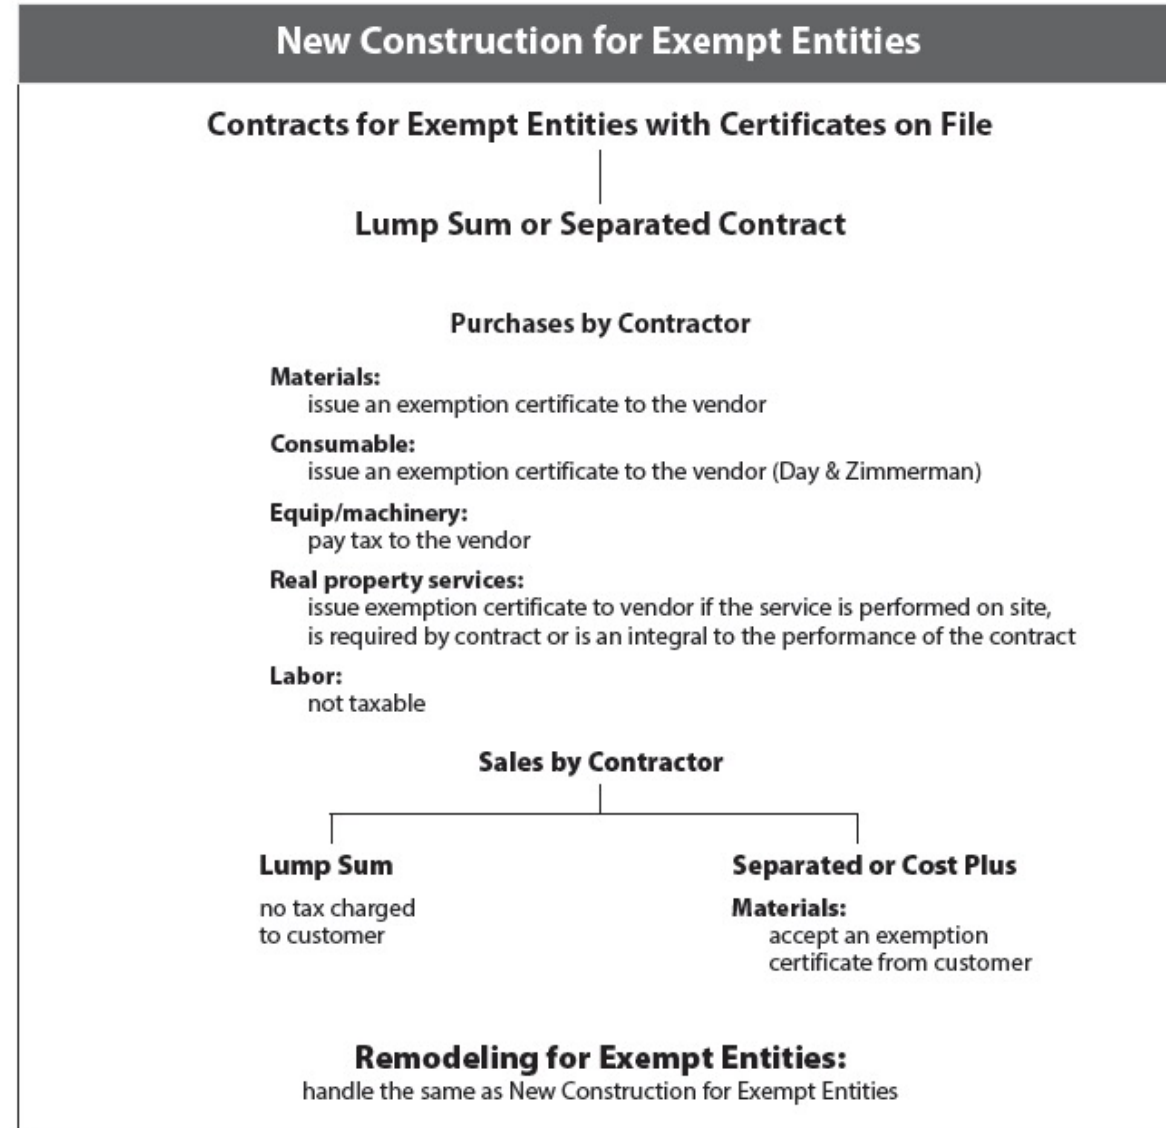 New Construction for Exempt Entities
Contracts for Exempt Entities with Certificates on File
Lump Sum or Separated Contract
Purchases by Contractor
Materials:
issue an exemption certificate to the vendor
Consumable:
issue an exemption certificate to the vendor (Day & Zimmerman)
Equip/machinery:
pay tax to the vendor
Real property services:
issue exemption certificate to vendor if the service is performed on site,
is required by contract or is an integral to the performance of the contract
Labor:
not taxable
Sales by Contractor
Lump Sum
no tax charged
to customer
Separated or Cost Plus
Materials:
accept an exemption
certificate from customer
Remodeling for Exempt Entities:
handle the same as New Construction for Exempt Entities